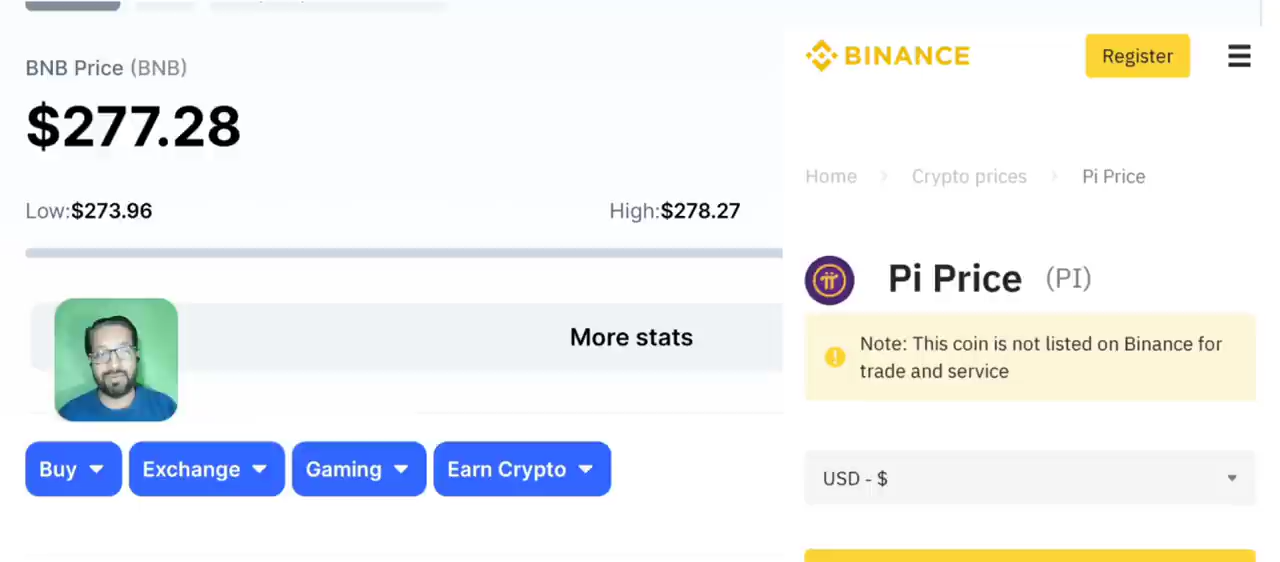 BNB Price (BNB)
$277.28
Low:$273.96
High:$278.27
More stats
Buy
Exchange
Gaming
Earn Crypto
BINANCE
Register
Home
Crypto prices
Pi Price
Pi Price (PI)
Note: This coin is not listed on Binance for
trade and service
USD - $